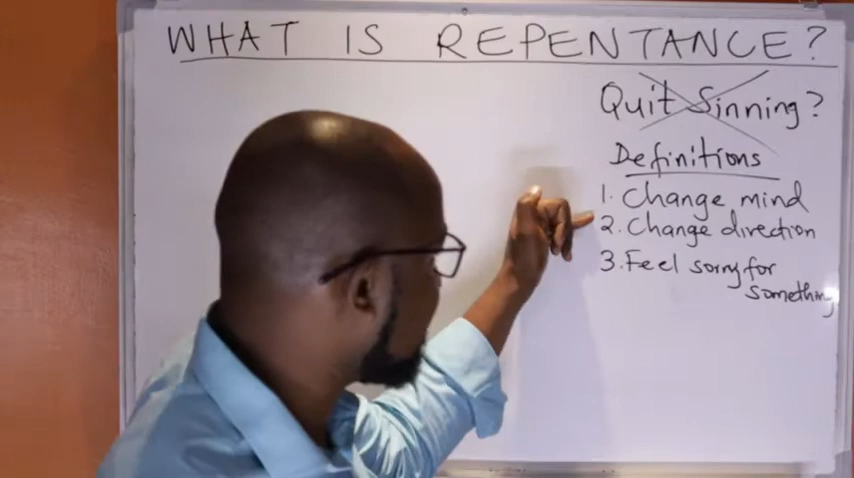 WHAT IS REPENTANCE?
Quit Sinning?
Definitions
1. Change mind
2. Change direction
3. Feel sorry for
something